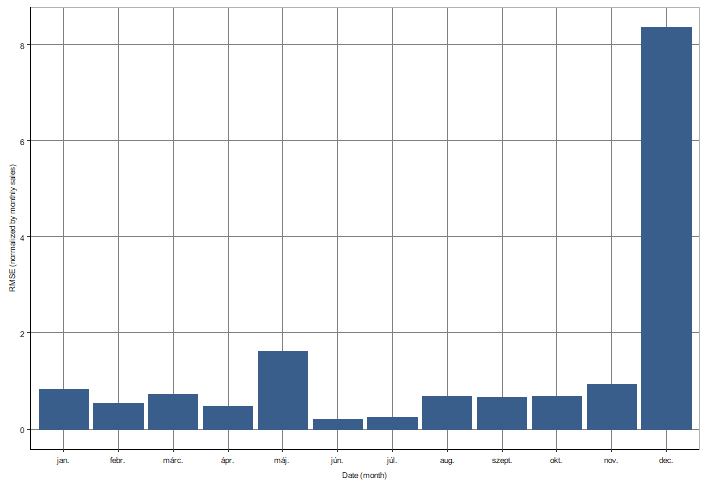 RMSE (normalized by monthly sales)
8
6
4
2
0
jan. febr. márc. ápr. máj. jún. júl. aug. szept. okt. nov. dec.
Date (month)